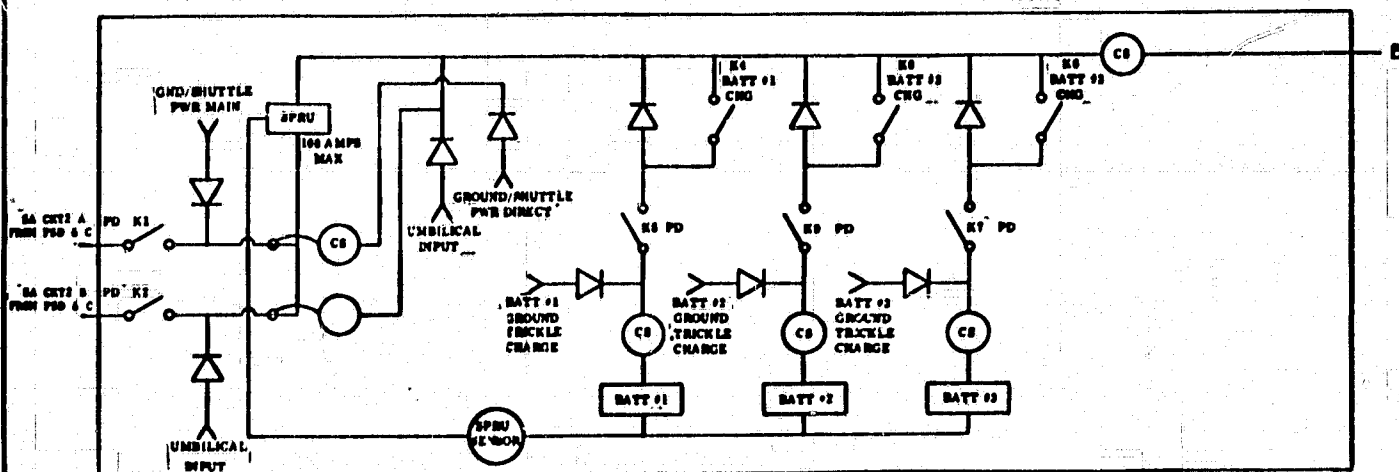 GND/SHUTTLE
PWR MAIN
SPRU
100 AMPS
MAX
GROUND/SHUTTLE
PWR DIRECT
UMBILICAL
INPUT
K4
BATT #1
CHG
BATT #2
CHG
BATT #3
CHG
CS
SA CKT2 A
FROM PSD & C
PD K1
CS
SA CKT2 B
FROM PSD & C
PD K2
K5 PD
PD
K7 PD
BATT #1
GROUND
TRICKLE
CHARGE
BATT #2
GROUND
TRICKLE
CHARGE
BATT #3
GROUND
TRICKLE
CHARGE
CS
CS
CS
BATT #1
BATT #2
BATT #3
SPRU
SENSOR
UMBILICAL
INPUT